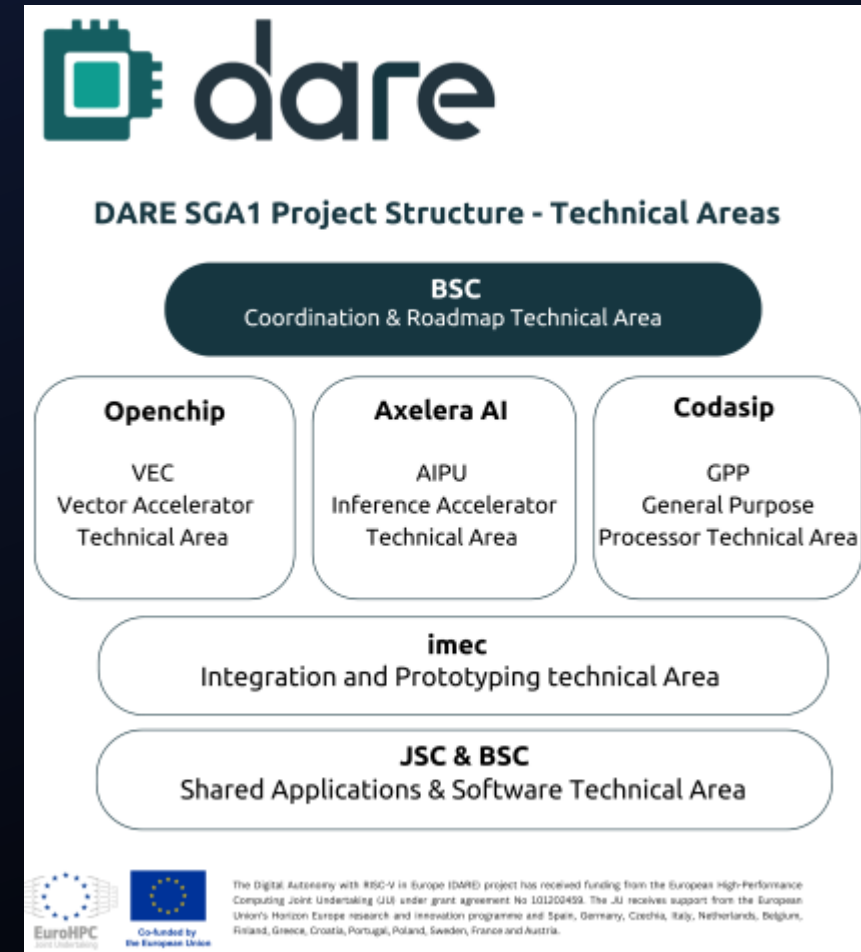 dare
DARE SGA1 Project Structure - Technical Areas
BSC
Coordination & Roadmap Technical Area
Openchip
VEC
Vector Accelerator
Technical Area
Axelera AI
AIPU
Inference Accelerator
Technical Area
Codasip
GPP
General Purpose
Processor Technical Area
imec
Integration and Prototyping technical Area
JSC & BSC
Shared Applications & Software Technical Area
EuroHPC
Joint Undertaking
Co-funded by
the European Union
The Digital Autonomy with RISC-V in Europe (DARE) project has received funding from the European High-Performance
Computing Joint Undertaking (JU) under grant agreement No 101202459. The JU receives support from the European
Union's Horizon Europe research and innovation programme and Spain, Germany, Czechia, Italy, Netherlands, Belgium,
Finland, Greece, Croatia, Portugal, Poland, Sweden, France and Austria.